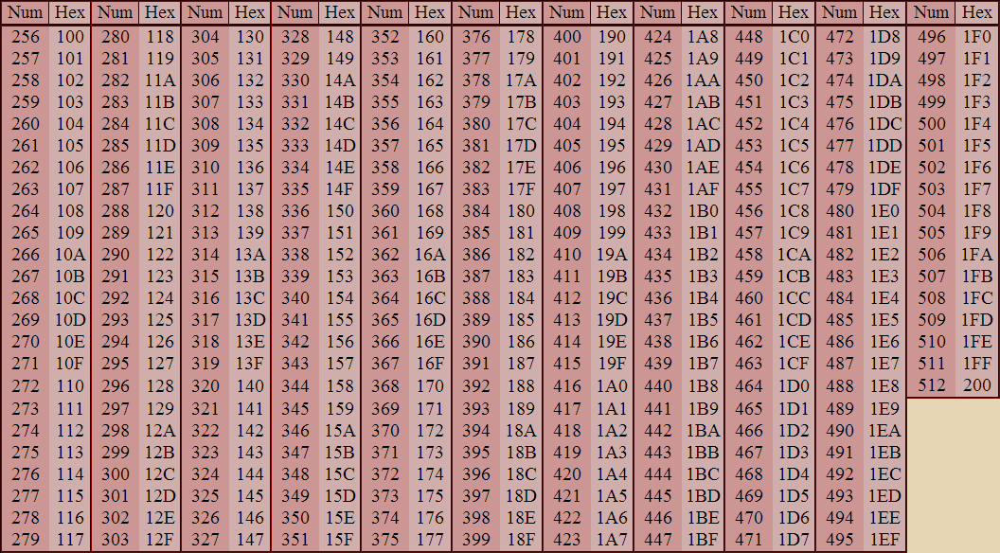 Num Hex Num Hex Num Hex Num Hex Num Hex Num Hex Num Hex Num Hex Num Hex Num Hex Num Hex
256 100 280 118 304 130 328 148 352 160 376 178 400 190 424 1A8 448 1C0 472 1D8 496 1F0
257 101 281 119 305 131 329 149 353 161 377 179 401 191 425 1A9 449 1C1 473 1D9 497 1F1
258 102 282 11A 306 132 330 14A 354 162 378 17A 402 192 426 1AA 450 1C2 474 1DA 498 1F2
259 103 283 11B 307 133 331 14B 355 163 379 17B 403 193 427 1AB 451 1C3 475 1DB 499 1F3
260 104 284 11C 308 134 332 14C 356 164 380 17C 404 194 428 1AC 452 1C4 476 1DC 500 1F4
261 105 285 11D 309 135 333 14D 357 165 381 17D 405 195 429 1AD 453 1C5 477 1DD 501 1F5
262 106 286 11E 310 136 334 14E 358 166 382 17E 406 196 430 1AE 454 1C6 478 1DE 502 1F6
263 107 287 11F 311 137 335 14F 359 167 383 17F 407 197 431 1AF 455 1C7 479 1DF 503 1F7
264 108 288 120 312 138 336 150 360 168 384 180 408 198 432 1B0 456 1C8 480 1E0 504 1F8
265 109 289 121 313 139 337 151 361 169 385 181 409 199 433 1B1 457 1C9 481 1E1 505 1F9
266 10A 290 122 314 13A 338 152 362 16A 386 182 410 19A 434 1B2 458 1CA 482 1E2 506 1FA
267 10B 291 123 315 13B 339 153 363 16B 387 183 411 19B 435 1B3 459 1CB 483 1E3 507 1FB
268 10C 292 124 316 13C 340 154 364 16C 388 184 412 19C 436 1B4 460 1CC 484 1E4 508 1FC
269 10D 293 125 317 13D 341 155 365 16D 389 185 413 19D 437 1B5 461 1CD 485 1E5 509 1FD
270 10E 294 126 318 13E 342 156 366 16E 390 186 414 19E 438 1B6 462 1CE 486 1E6 510 1FE
271 10F 295 127 319 13F 343 157 367 16F 391 187 415 19F 439 1B7 463 1CF 487 1E7 511 1FF
272 110 296 128 320 140 344 158 368 170 392 188 416 1A0 440 1B8 464 1D0 488 1E8 512 200
273 111 297 129 321 141 345 159 369 171 393 189 417 1A1 441 1B9 465 1D1 489 1E9
274 112 298 12A 322 142 346 15A 370 172 394 18A 418 1A2 442 1BA 466 1D2 490 1EA
275 113 299 12B 323 143 347 15B 371 173 395 18B 419 1A3 443 1BB 467 1D3 491 1EB
276 114 300 12C 324 144 348 15C 372 174 396 18C 420 1A4 444 1BC 468 1D4 492 1EC
277 115 301 12D 325 145 349 15D 373 175 397 18D 421 1A5 445 1BD 469 1D5 493 1ED
278 116 302 12E 326 146 350 15E 374 176 398 18E 422 1A6 446 1BE 470 1D6 494 1EE
279 117 303 12F 327 147 351 15F 375 177 399 18F 423 1A7 447 1BF 471 1D7 495 1EF